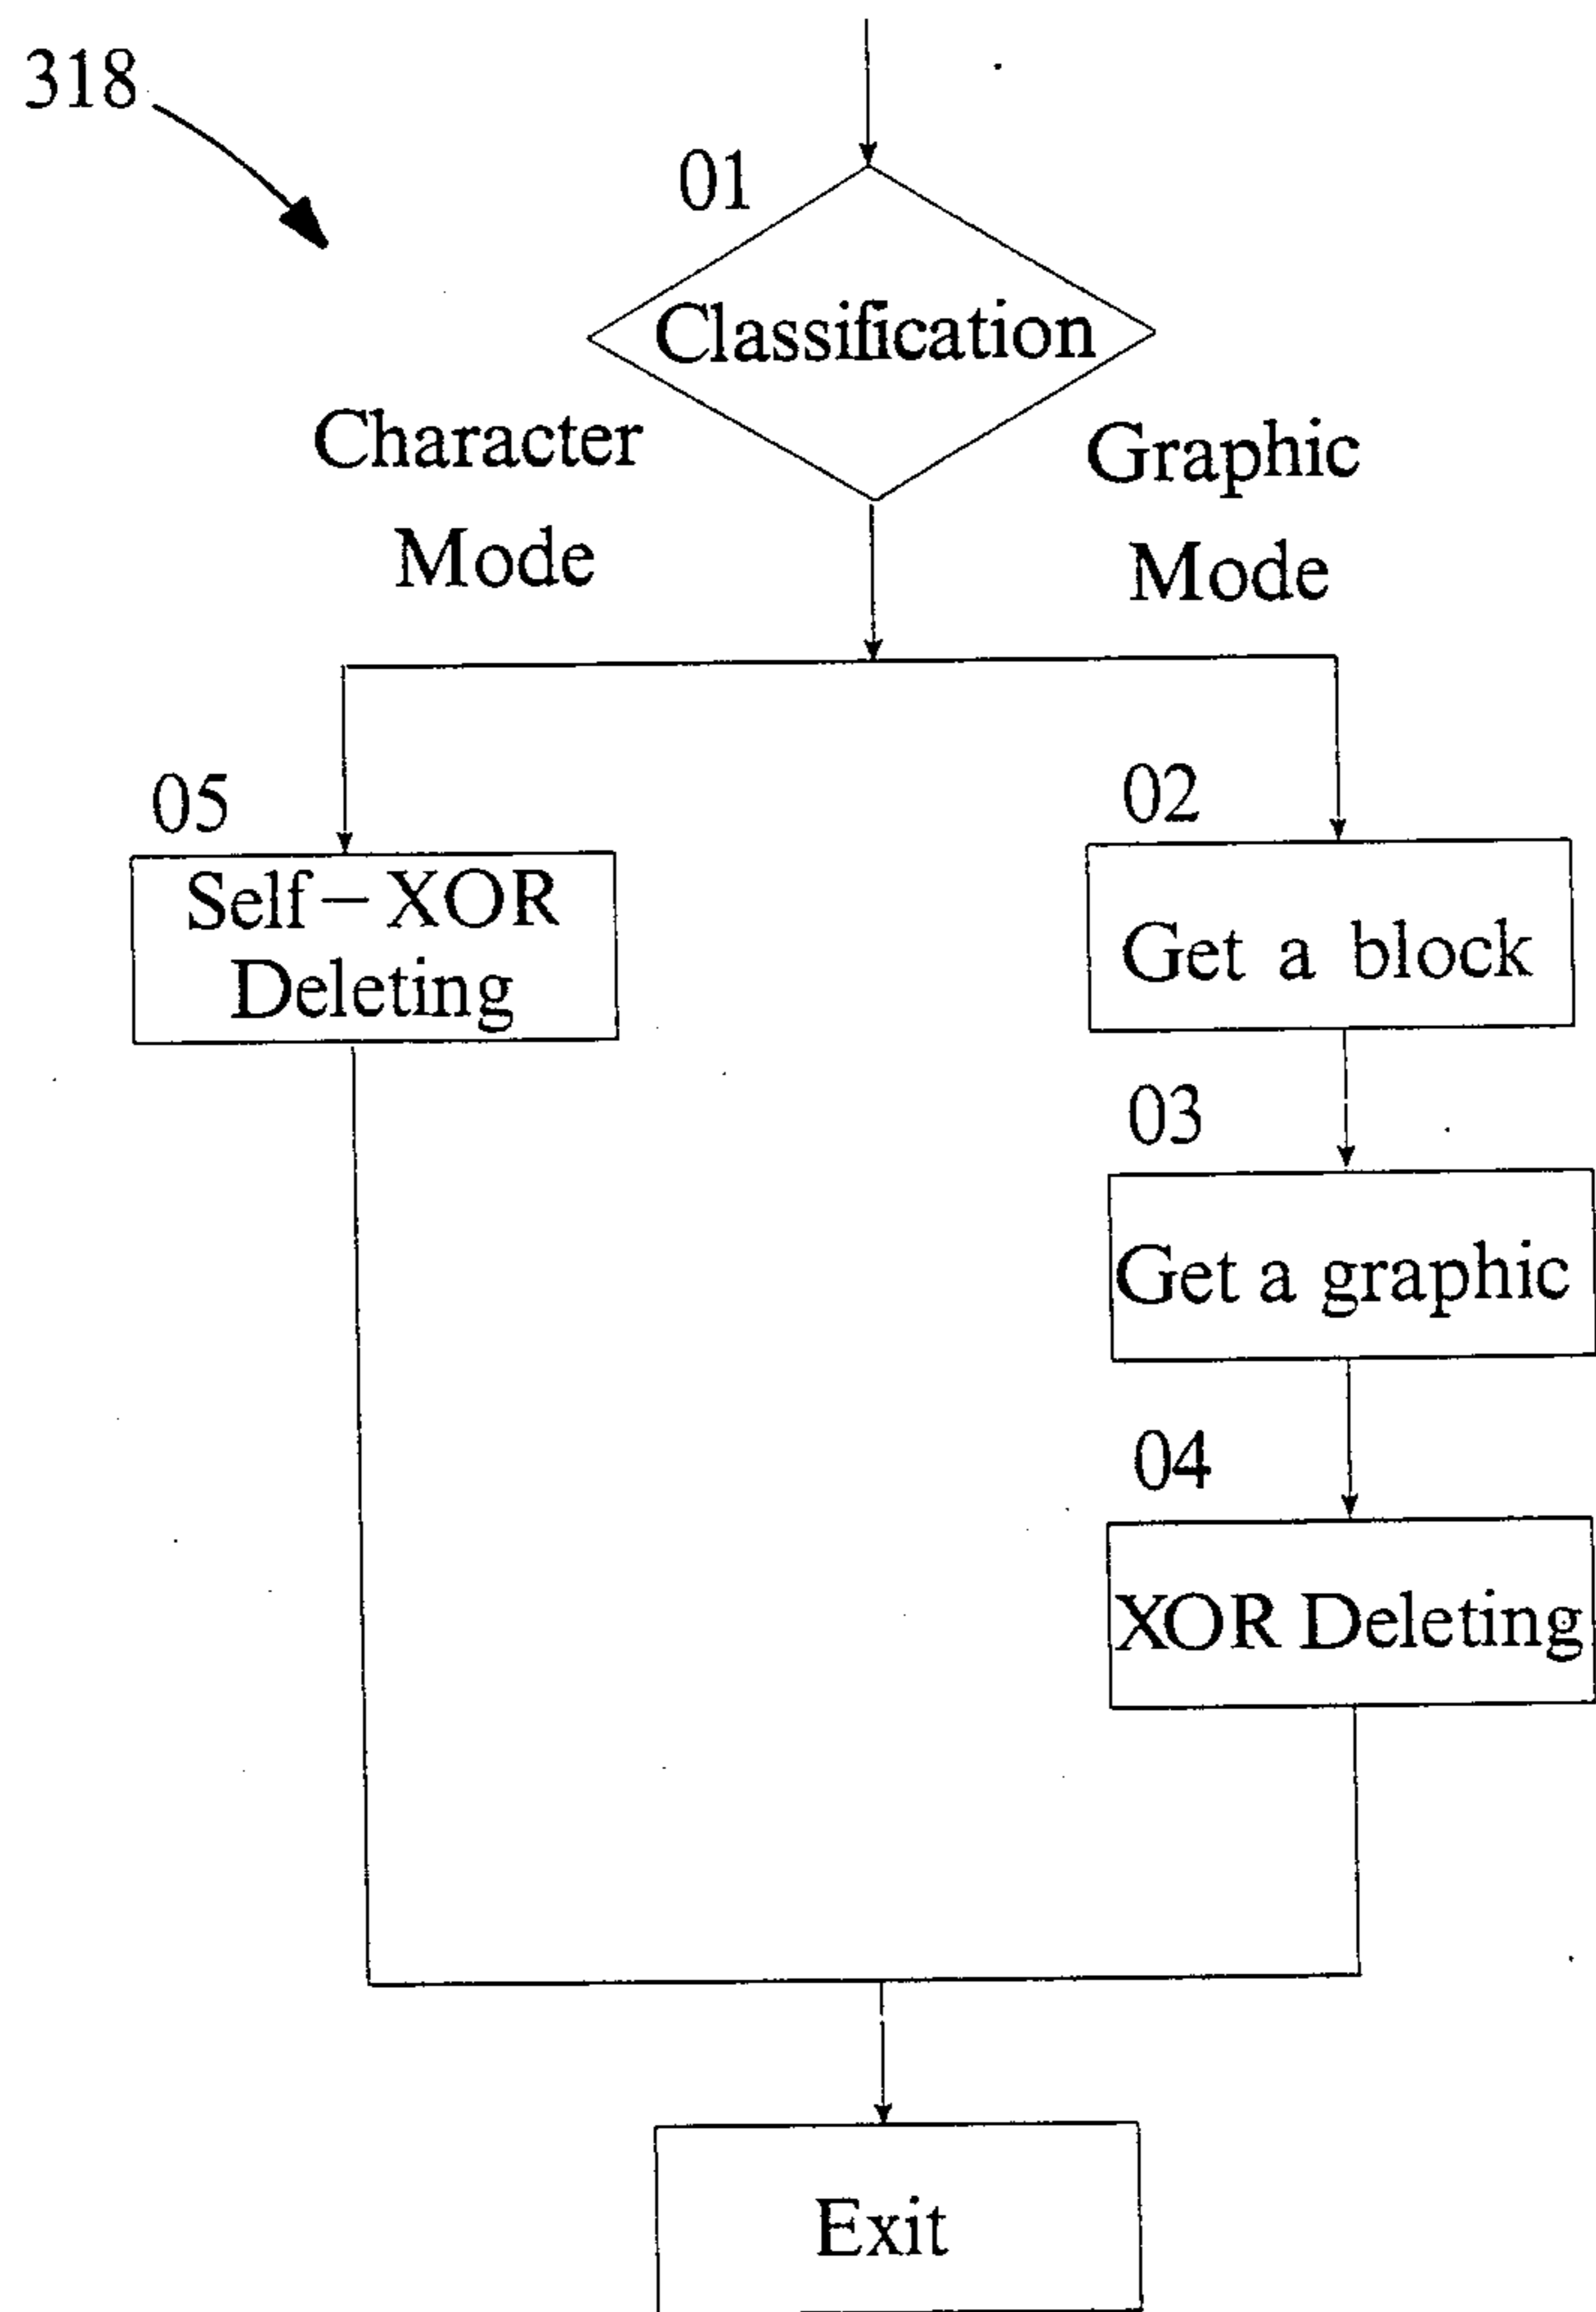 318
01
Classification
Character
Mode
Graphic
Mode
05
Self-XOR
Deleting
02
Get a block
03
Get a graphic
04
XOR Deleting
Exit